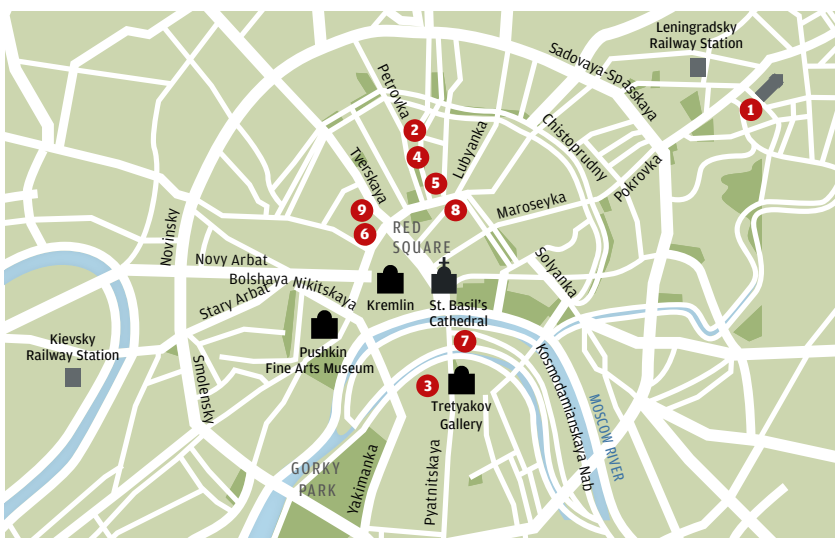 Leningradsky
Railway Station
Sadovaya-Spasskaya
1
Petrovka
2
Chistoprudny
Lubyanka
4
Tverskaya
Pokrovka
5
9
8
Maroseyka
6
RED
SQUARE
Novinsky
Novy Arbat
Solyanka
Bolshaya Nikitskaya
Stary Arbat
Kremlin
St. Basil's
Cathedral
Kievsky
Railway Station
Pushkin
Fine Arts Museum
7
Smolensky
3
Kosmodamianskaya Nab
Tretyakov
Gallery
MOSCOW RIVER
GORKY
PARK
Yakimanka
Pyatnitskaya